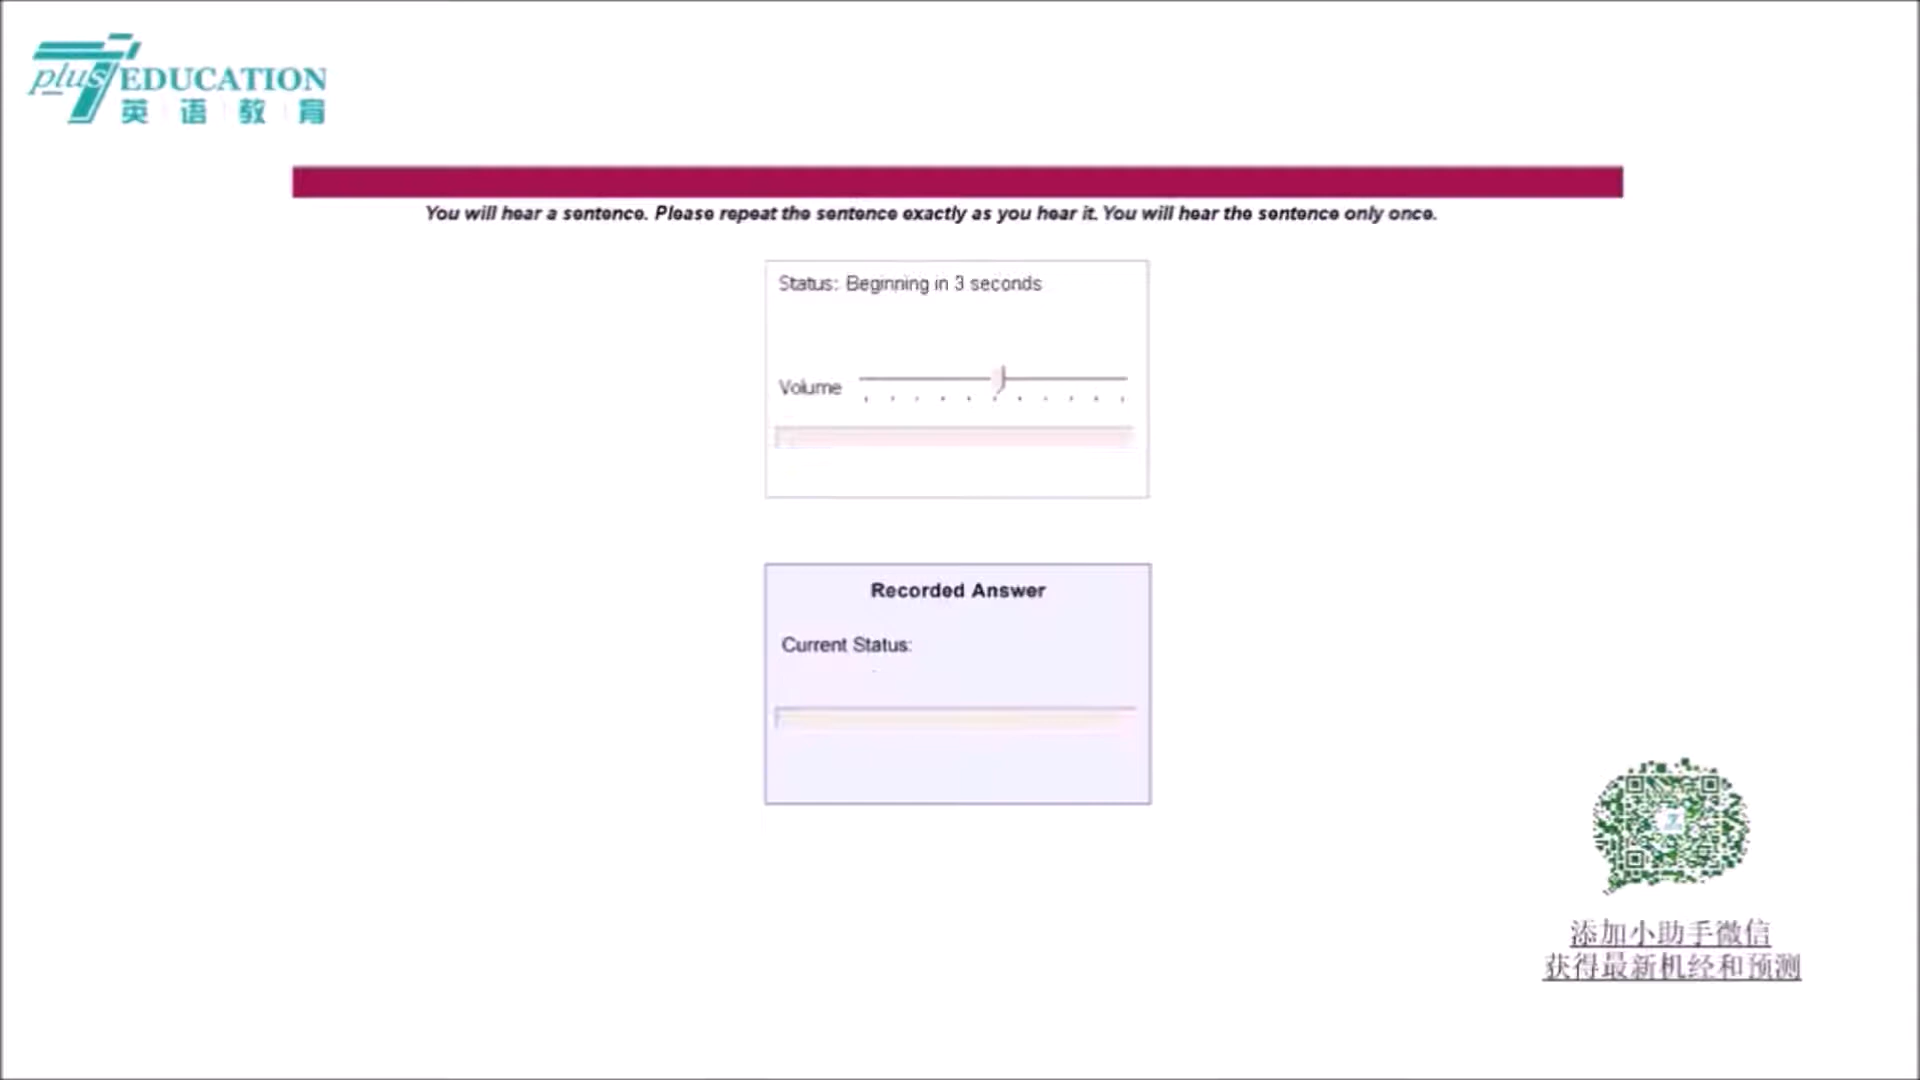 plus 7 EDUCATION
英语教育
You will hear a sentence. Please repeat the sentence exactly as you hear it. You will hear the sentence only once.
Status: Beginning in 3 seconds
Volume
Recorded Answer
Current Status:
添加小助手微信
获得最新机经和预测